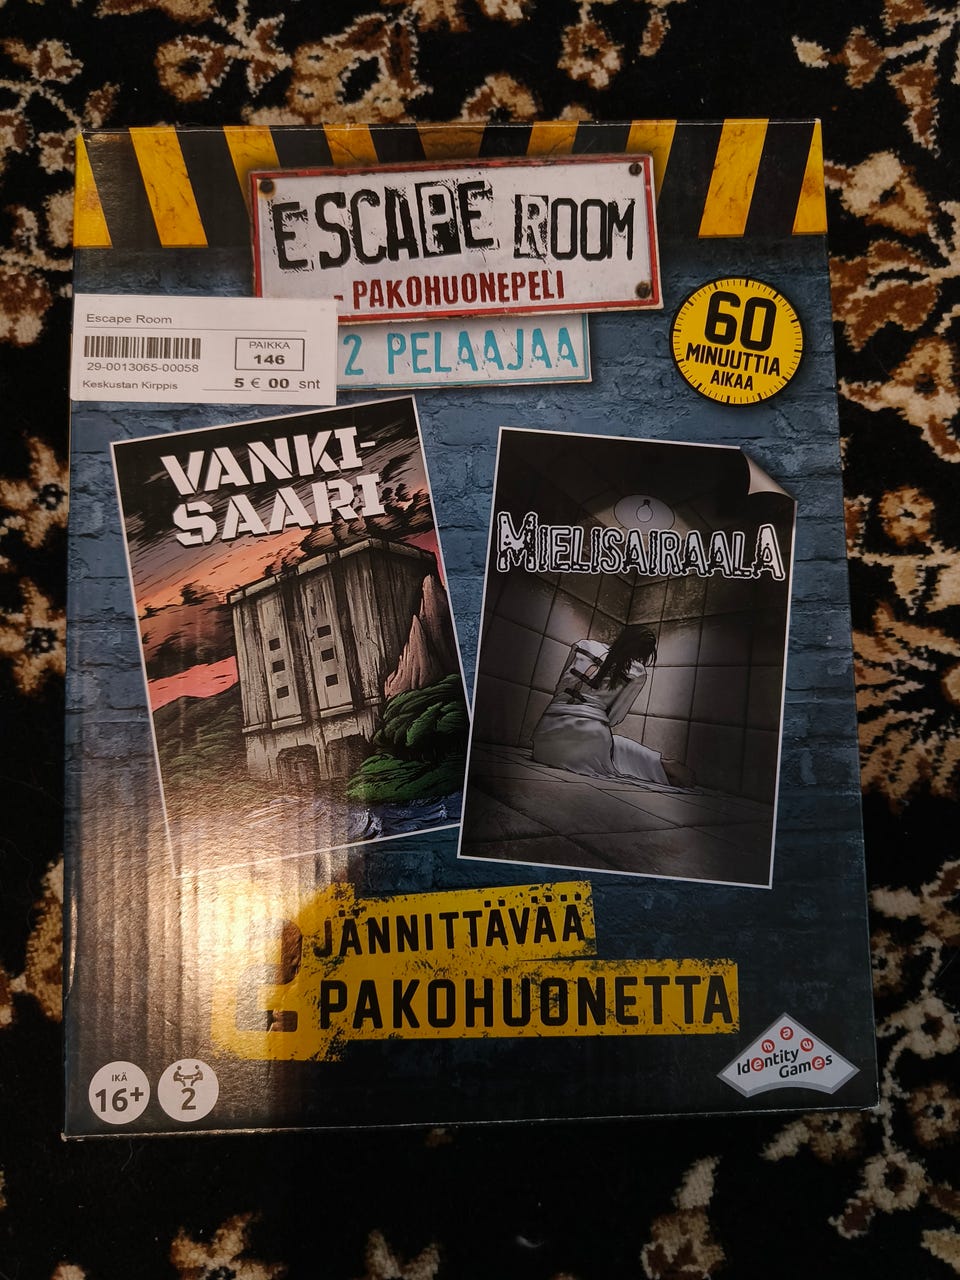 ESCAPE ROOM
- PAKOHUONEPELI
2 PELAAJAA
60
MINUUTTIA
AIKAA
Escape Room
PAIKKA
146
29-0013065-00058
Keskustan Kirppis
5 € 00 snt
VANKI-
SAARI
MIELISAIRAALA
2 JÄNNITTÄVÄÄ
PAKOHUONETTA
IKÄ
16+
2
Identity
Games